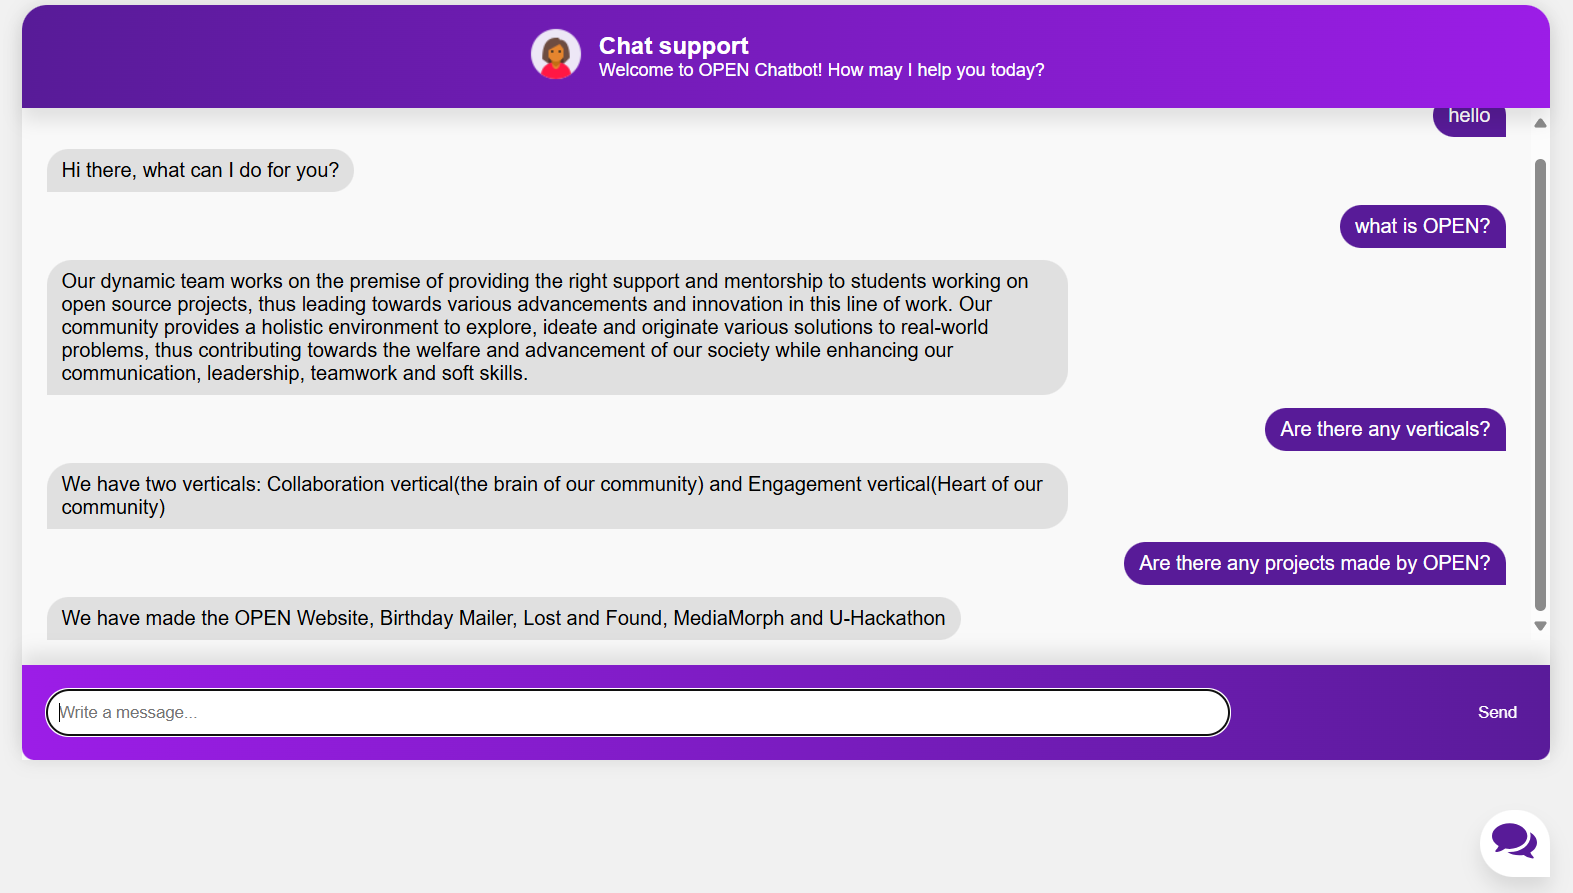 Chat support
Welcome to OPEN Chatbot! How may I help you today?
hello
Hi there, what can I do for you?
what is OPEN?
Our dynamic team works on the premise of providing the right support and mentorship to students working on
open source projects, thus leading towards various advancements and innovation in this line of work. Our
community provides a holistic environment to explore, ideate and originate various solutions to real-world
problems, thus contributing towards the welfare and advancement of our society while enhancing our
communication, leadership, teamwork and soft skills.
Are there any verticals?
We have two verticals: Collaboration vertical(the brain of our community) and Engagement vertical(Heart of our
community)
Are there any projects made by OPEN?
We have made the OPEN Website, Birthday Mailer, Lost and Found, MediaMorph and U-Hackathon
Write a message...
Send